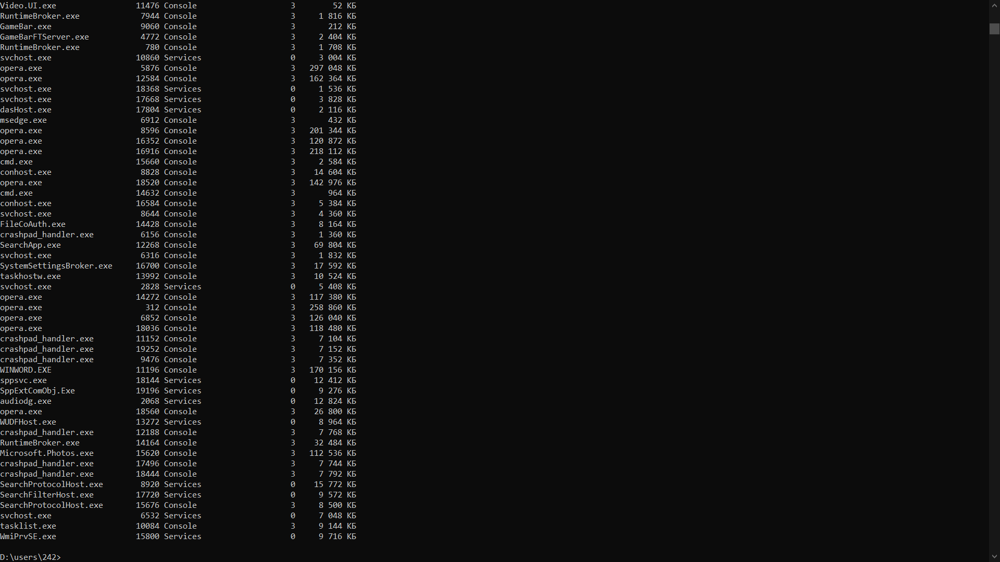 Video.UI.exe                 11476 Console                    3        52 КБ
RuntimeBroker.exe             7944 Console                    3     1 816 КБ
GameBar.exe                   9060 Console                    3       212 КБ
GameBarFTServer.exe           4772 Console                    3     2 404 КБ
RuntimeBroker.exe              780 Console                    3     1 708 КБ
svchost.exe                  10860 Services                   0     3 004 КБ
opera.exe                     5876 Console                    3   297 048 КБ
opera.exe                    12584 Console                    3   162 364 КБ
svchost.exe                  18368 Services                   0     1 536 КБ
svchost.exe                  17668 Services                   0     3 828 КБ
dasHost.exe                  17804 Services                   0     2 116 КБ
msedge.exe                    6912 Console                    3       432 КБ
opera.exe                     8596 Console                    3   201 344 КБ
opera.exe                    16352 Console                    3   120 872 КБ
opera.exe                    16916 Console                    3   218 112 КБ
cmd.exe                      15660 Console                    3     2 584 КБ
conhost.exe                   8828 Console                    3    14 604 КБ
opera.exe                    18520 Console                    3   142 976 КБ
cmd.exe                      14632 Console                    3       964 КБ
conhost.exe                  16584 Console                    3     5 384 КБ
svchost.exe                   8644 Console                    3     4 360 КБ
FileCoAuth.exe               14428 Console                    3     8 164 КБ
crashpad_handler.exe          6156 Console                    3     1 360 КБ
SearchApp.exe                12268 Console                    3    69 804 КБ
svchost.exe                   6316 Console                    3     1 832 КБ
SystemSettingsBroker.exe     16700 Console                    3    17 592 КБ
taskhostw.exe                13992 Console                    3    10 524 КБ
svchost.exe                   2828 Services                   0     5 408 КБ
opera.exe                    14272 Console                    3   117 380 КБ
opera.exe                      312 Console                    3   258 860 КБ
opera.exe                     6852 Console                    3   126 040 КБ
opera.exe                    18036 Console                    3   118 480 КБ
crashpad_handler.exe         11152 Console                    3     7 104 КБ
crashpad_handler.exe         19252 Console                    3     7 152 КБ
crashpad_handler.exe          9476 Console                    3     7 352 КБ
WINWORD.EXE                  11196 Console                    3   170 156 КБ
sppsvc.exe                   18144 Services                   0    12 412 КБ
SppExtComObj.Exe             19196 Services                   0     9 276 КБ
audiodg.exe                   2068 Services                   0    12 824 КБ
opera.exe                    18560 Console                    3    26 800 КБ
WUDFHost.exe                 13272 Services                   0     8 964 КБ
crashpad_handler.exe         12188 Console                    3     7 768 КБ
RuntimeBroker.exe            14164 Console                    3    32 484 КБ
Microsoft.Photos.exe         15620 Console                    3   112 536 КБ
crashpad_handler.exe         17496 Console                    3     7 744 КБ
crashpad_handler.exe         18444 Console                    3     7 792 КБ
SearchProtocolHost.exe        8920 Services                   0    15 772 КБ
SearchFilterHost.exe         17720 Services                   0     9 572 КБ
SearchProtocolHost.exe       15676 Console                    3     8 500 КБ
svchost.exe                   6532 Services                   0     7 048 КБ
tasklist.exe                 10084 Console                    3     9 144 КБ
WmiPrvSE.exe                 15800 Services                   0     9 716 КБ
D:\users\242>